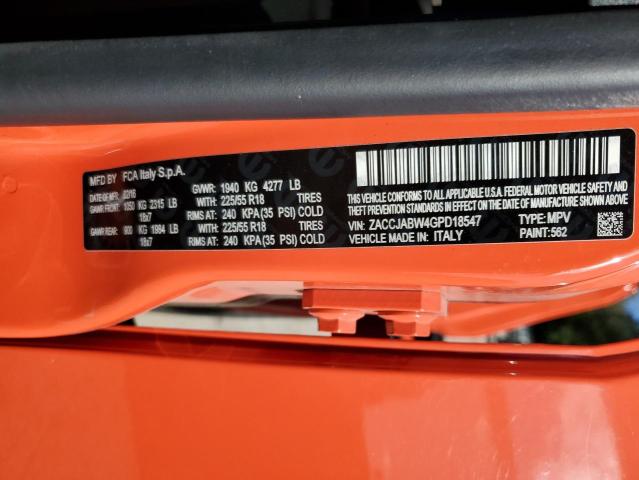 MFD BY FCA Italy S.p.A.
DATE OF MFR 02/16 GVWR: 1940 KG 4277 LB
GAWR FRONT: 1050 KG 2315 LB WITH: 225/55 R18 TIRES
18x7 RIMS AT: 240 KPA (35 PSI) COLD
GAWR REAR: 900 KG 1984 LB WITH: 225/55 R18 TIRES
18x7 RIMS AT: 240 KPA (35 PSI) COLD
THIS VEHICLE CONFORMS TO ALL APPLICABLE U.S.A. FEDERAL MOTOR VEHICLE SAFETY AND
THEFT PREVENTION STANDARDS IN EFFECT ON THE DATE OF MANUFACTURE SHOWN ABOVE.
VIN: ZACCJABW4GPD18547 TYPE: MPV
VEHICLE MADE IN: ITALY PAINT: 562